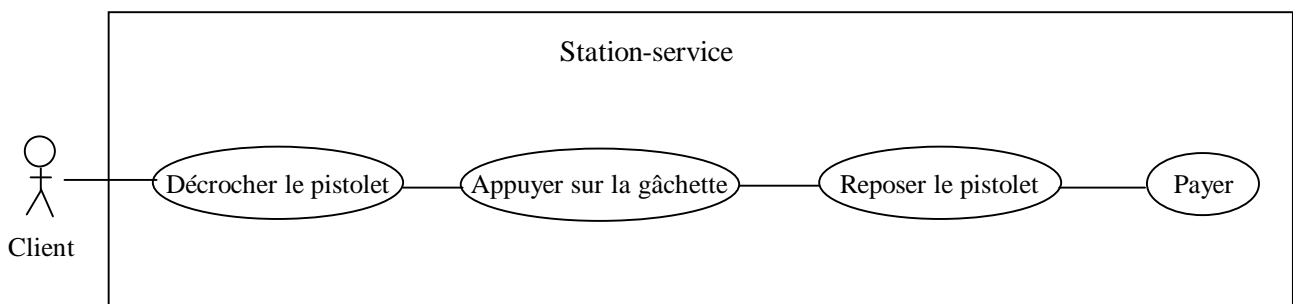 Station-service
Décrocher le pistolet
Appuyer sur la gâchette
Reposer le pistolet
Payer
Client